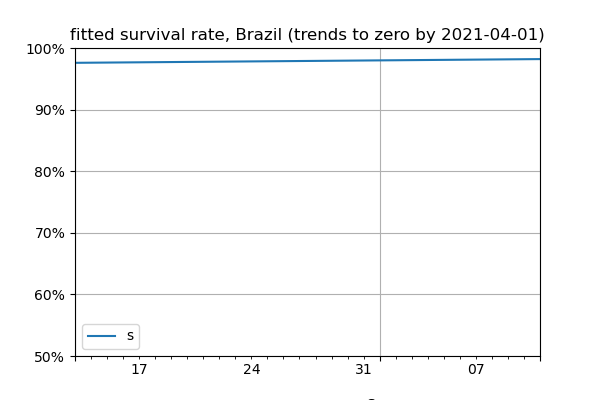 fitted survival rate, Brazil (trends to zero by 2021-04-01)
100%
90%
80%
70%
60%
50%
s
17 24 31 07